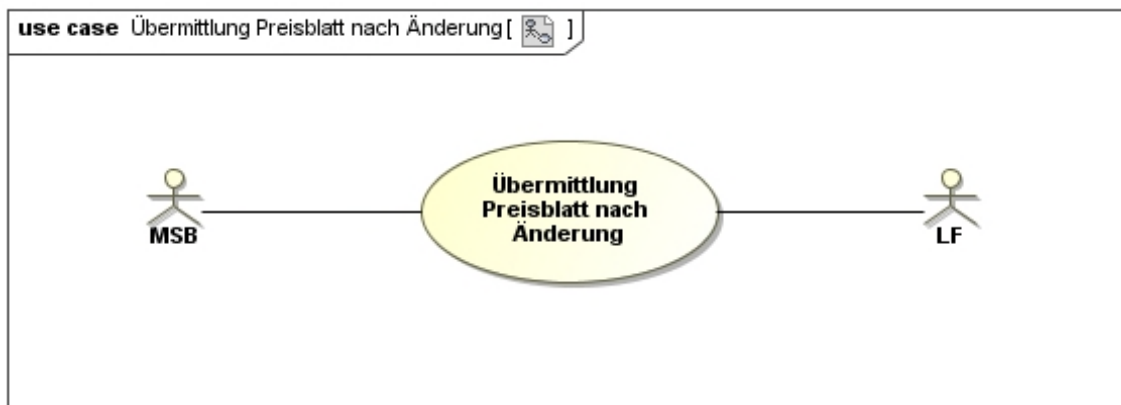 use case Übermittlung Preisblatt nach Änderung[ ]
Übermittlung
Preisblatt nach
Änderung
MSB
LF